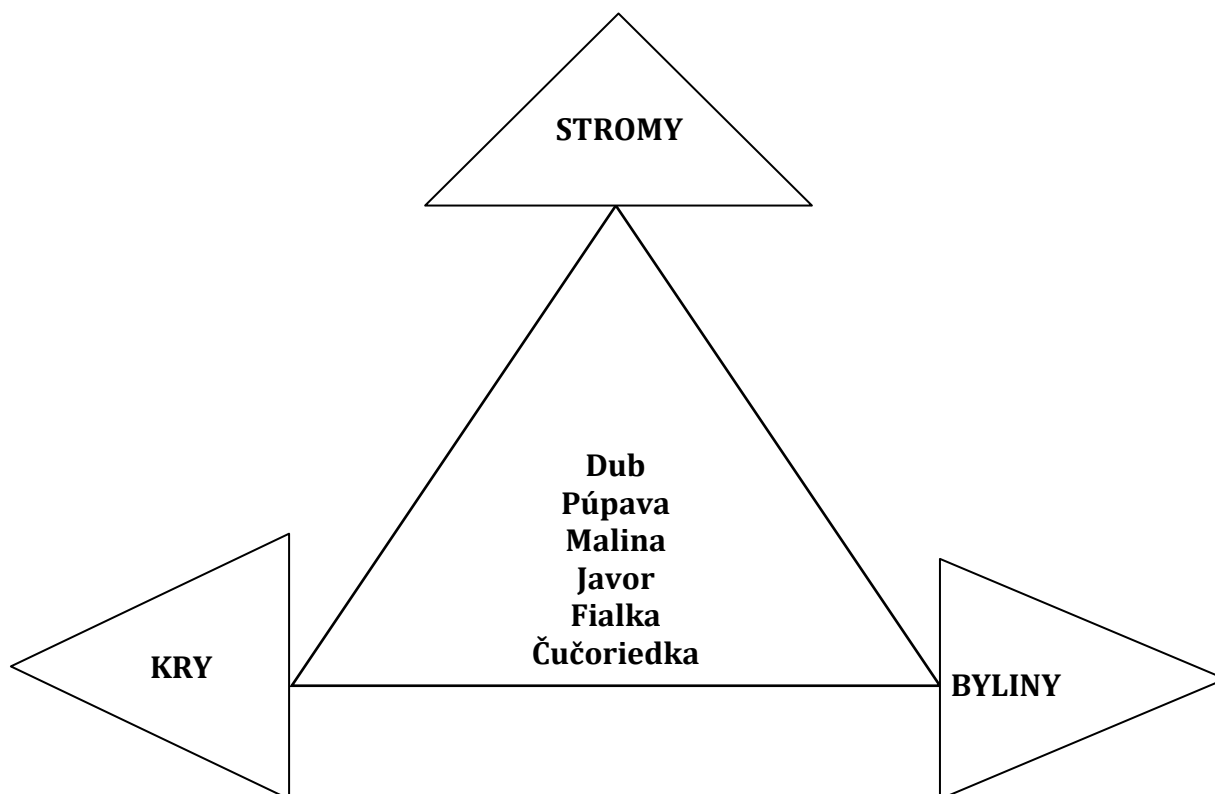 STROMY
Dub
Púpava
Malina
Javor
Fialka
Čučoriedka
KRY
BYLINY